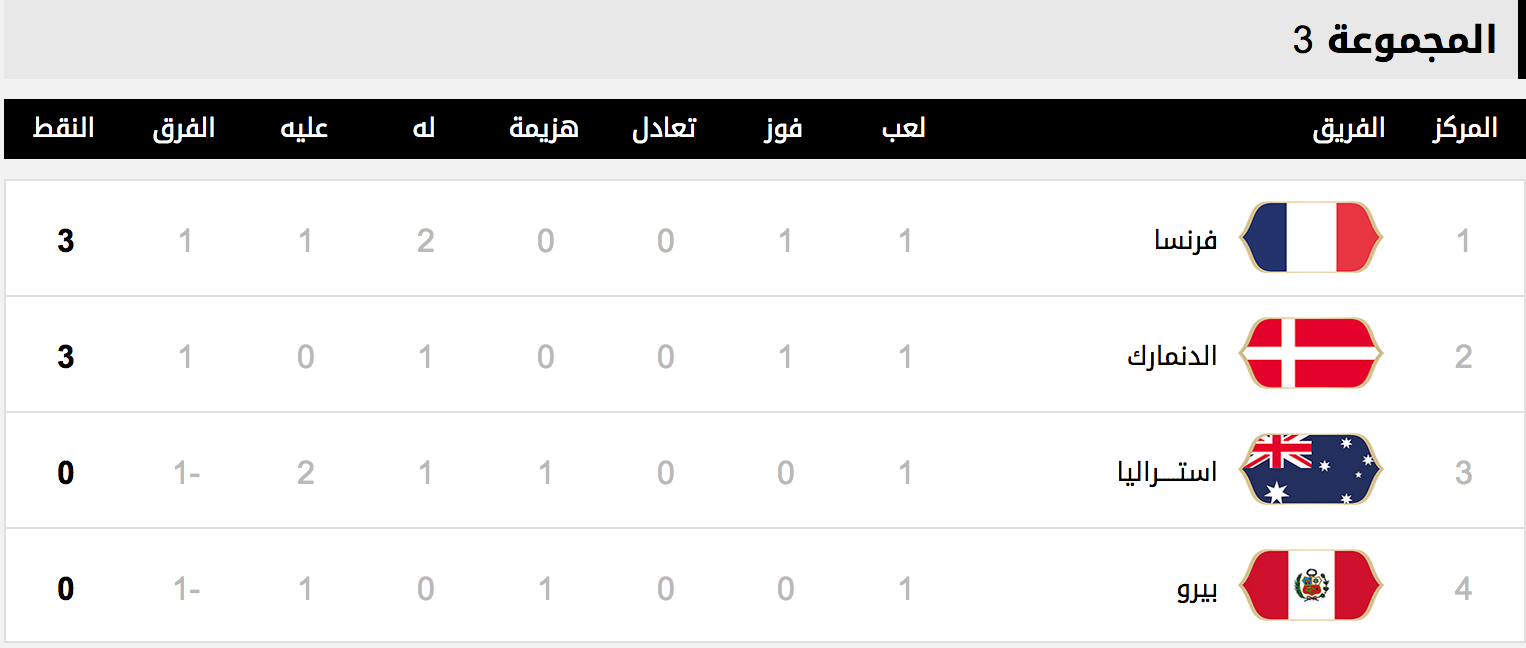 المجموعة 3
المركز الفريق لعب فوز تعادل هزيمة له عليه الفرق النقط
1 فرنسا 1 1 0 0 2 1 1 3
2 الدنمارك 1 1 0 0 1 0 1 3
3 استـــراليا 1 0 0 1 1 2 -1 0
4 بيرو 1 0 0 1 0 1 -1 0